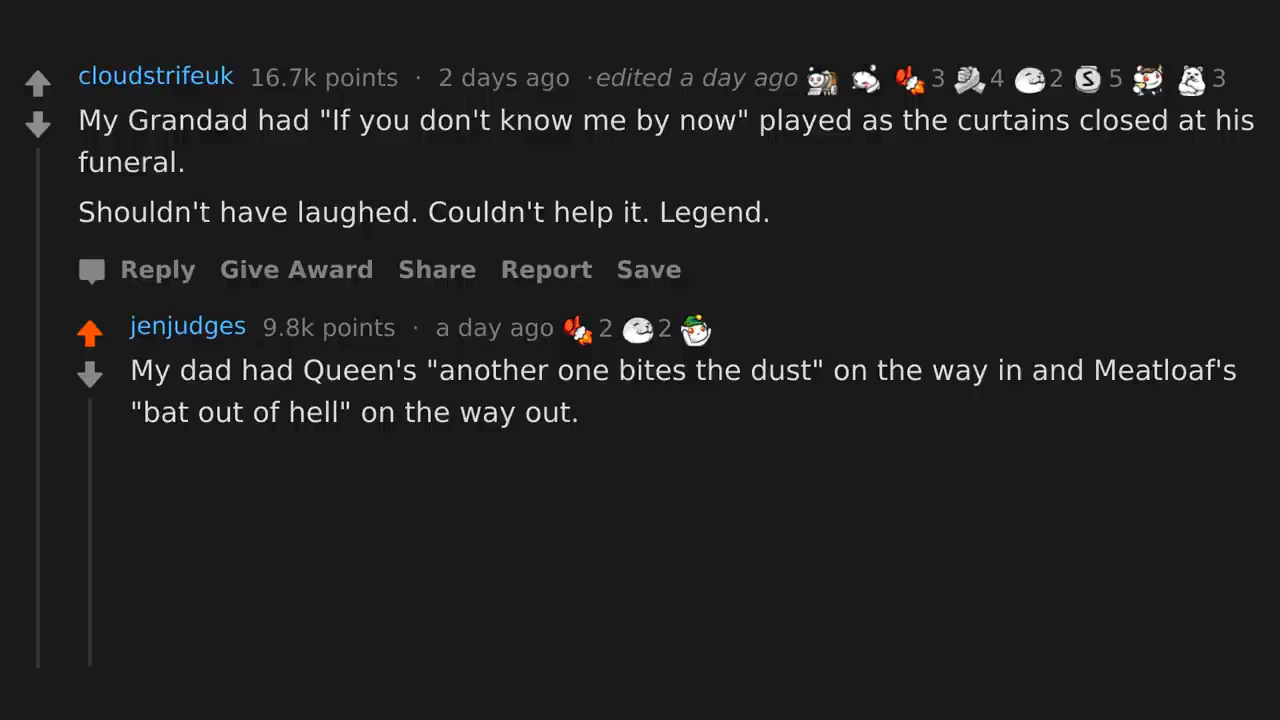 cloudstrifeuk 16.7k points · 2 days ago ·edited a day ago 3 4 2 S 5 3
My Grandad had "If you don't know me by now" played as the curtains closed at his
funeral.
Shouldn't have laughed. Couldn't help it. Legend.
Reply Give Award Share Report Save
jenjudges 9.8k points · a day ago 2 2
My dad had Queen's "another one bites the dust" on the way in and Meatloaf's
"bat out of hell" on the way out.